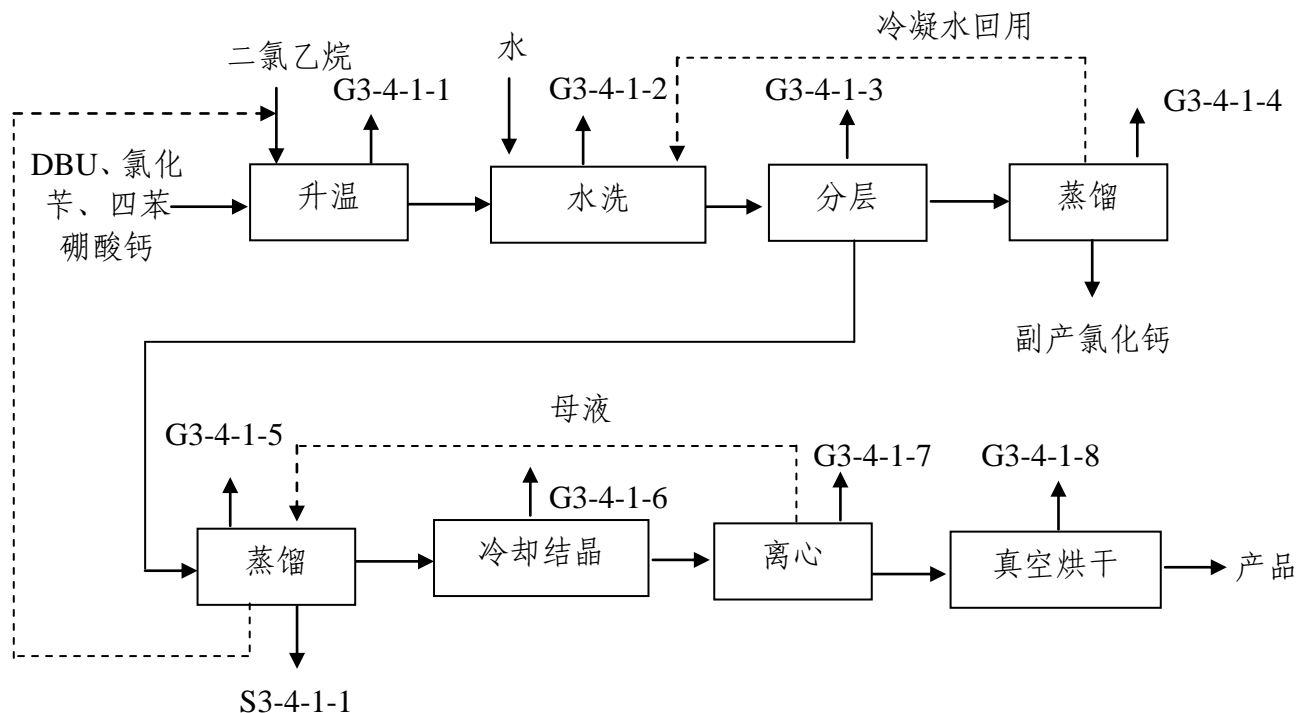 冷凝水回用
二氯乙烷
水
G3-4-1-1
G3-4-1-2
G3-4-1-3
G3-4-1-4
DBU、氯化
苄、四苯
硼酸钙
升温
水洗
分层
蒸馏
副产氯化钙
母液
G3-4-1-5
G3-4-1-6
G3-4-1-7
G3-4-1-8
蒸馏
冷却结晶
离心
真空烘干
产品
S3-4-1-1